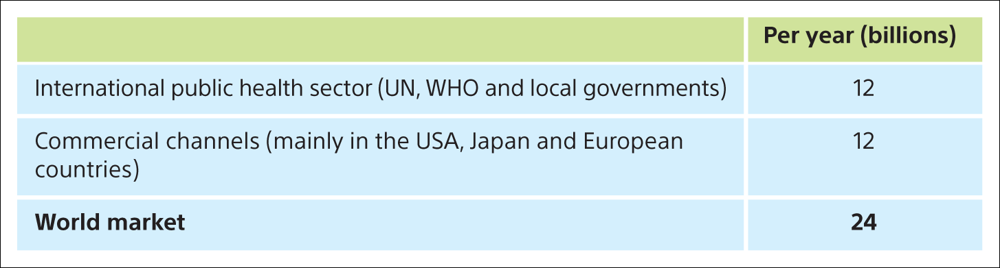 Per year (billions)
International public health sector (UN, WHO and local governments) 12
Commercial channels (mainly in the USA, Japan and European 12
countries)
World market 24